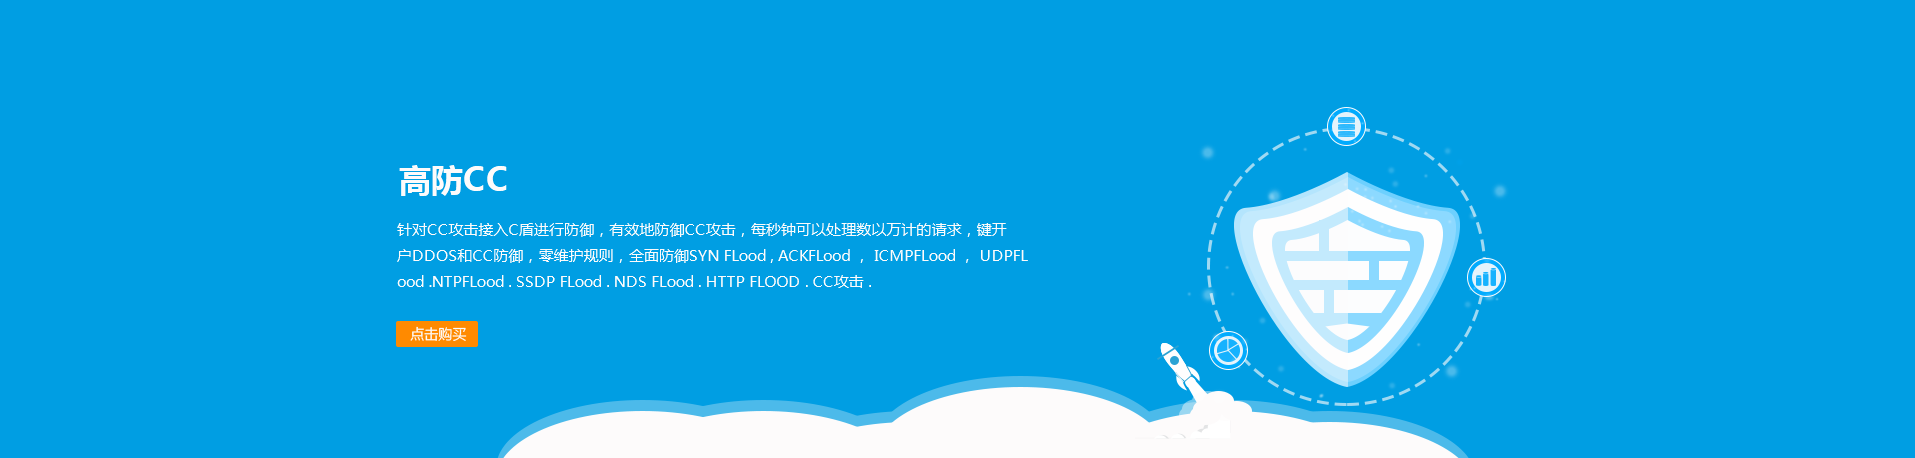 高防CC
针对CC攻击接入C盾进行防御，有效地防御CC攻击，每秒钟可以处理数以万计的请求，键开
户DDOS和CC防御，零维护规则，全面防御SYN FLood , ACKFLood ， ICMPFLood ， UDPFL
ood .NTPFLood . SSDP FLood . NDS FLood . HTTP FLOOD . CC攻击 .
点击购买